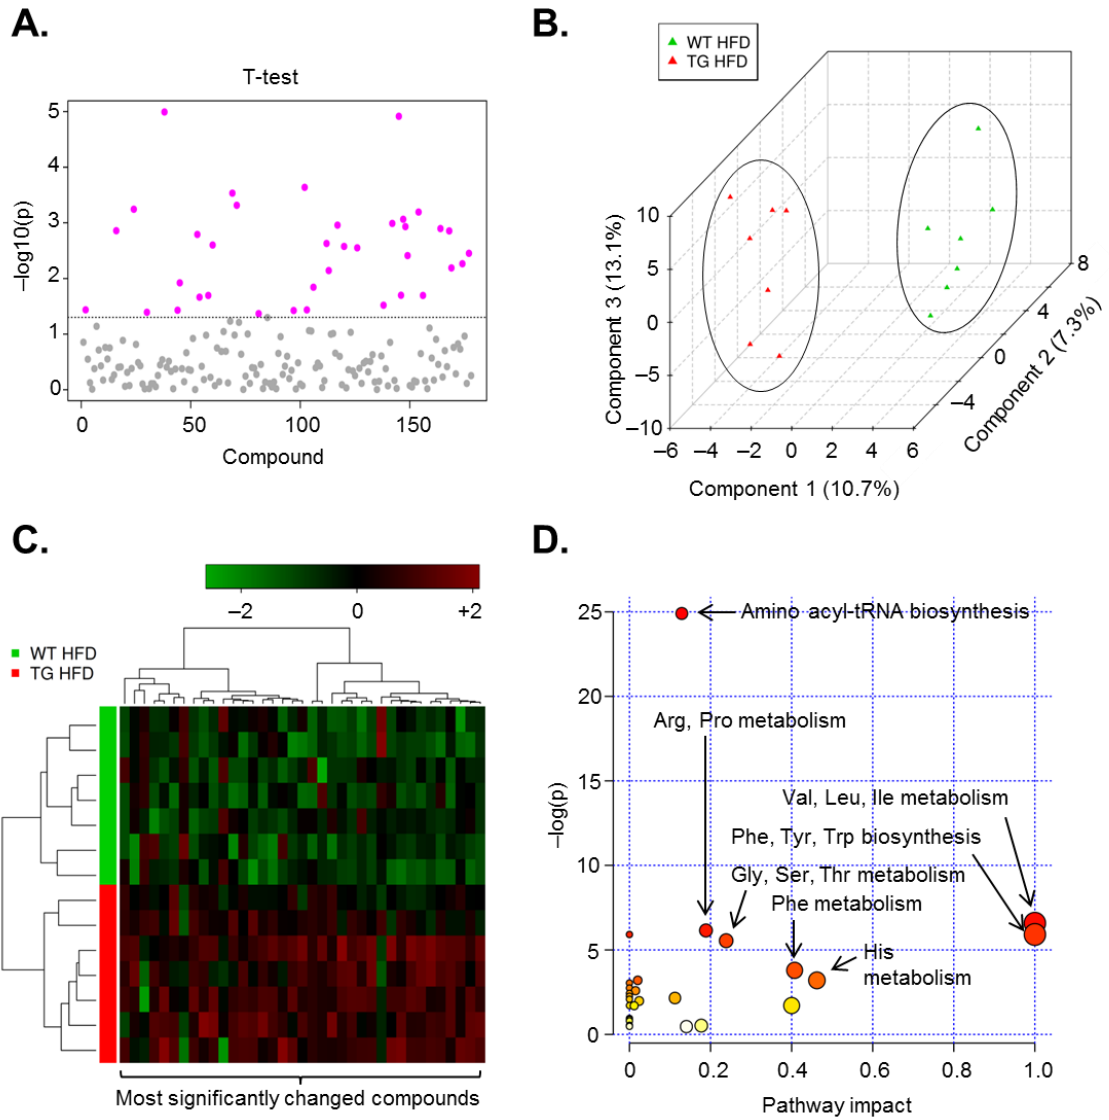 A.
T-test
5
4
3
2
1
0
–log10(p)
0 50 100 150
Compound
B.
WT HFD
TG HFD
10
5
0
–5
–10
Component 3 (13.1%)
–6 –4 –2 0 2 4 6
Component 1 (10.7%)
8
4
0
–4
Component 2 (7.3%)
C.
–2 0 +2
WT HFD
TG HFD
Most significantly changed compounds
D.
25
20
15
10
5
0
–log(p)
Amino acyl-tRNA biosynthesis
Arg, Pro metabolism
Val, Leu, Ile metabolism
Phe, Tyr, Trp biosynthesis
Gly, Ser, Thr metabolism
Phe metabolism
His
metabolism
0 0.2 0.4 0.6 0.8 1.0
Pathway impact